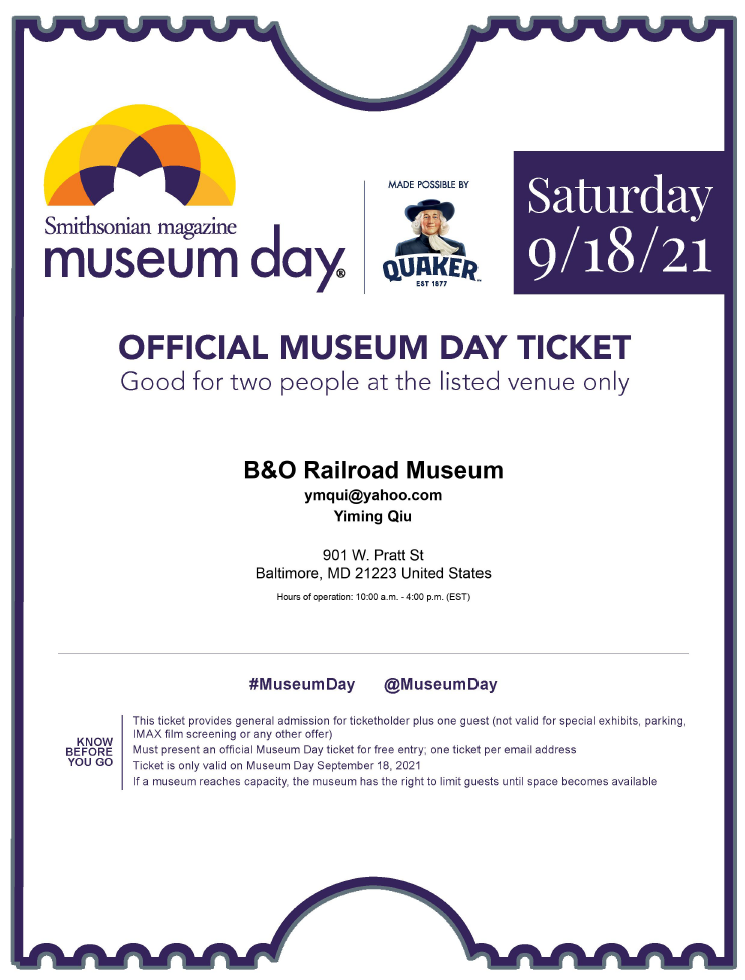 Smithsonian magazine
museum day®
MADE POSSIBLE BY
QUAKER™
EST 1877
Saturday
9/18/21
OFFICIAL MUSEUM DAY TICKET
Good for two people at the listed venue only
B&O Railroad Museum
ymqui@yahoo.com
Yiming Qiu
901 W. Pratt St
Baltimore, MD 21223 United States
Hours of operation: 10:00 a.m. - 4:00 p.m. (EST)
#MuseumDay @MuseumDay
KNOW
BEFORE
YOU GO
This ticket provides general admission for ticketholder plus one guest (not valid for special exhibits, parking,
IMAX film screening or any other offer)
Must present an official Museum Day ticket for free entry; one ticket per email address
Ticket is only valid on Museum Day September 18, 2021
If a museum reaches capacity, the museum has the right to limit guests until space becomes available